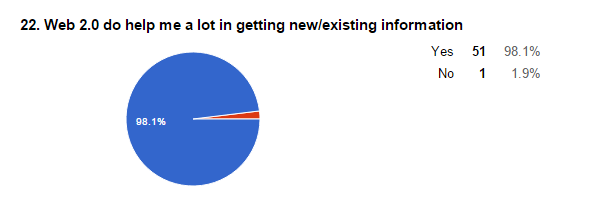 22. Web 2.0 do help me a lot in getting new/existing information
Yes 51 98.1%
No 1 1.9%
98.1%